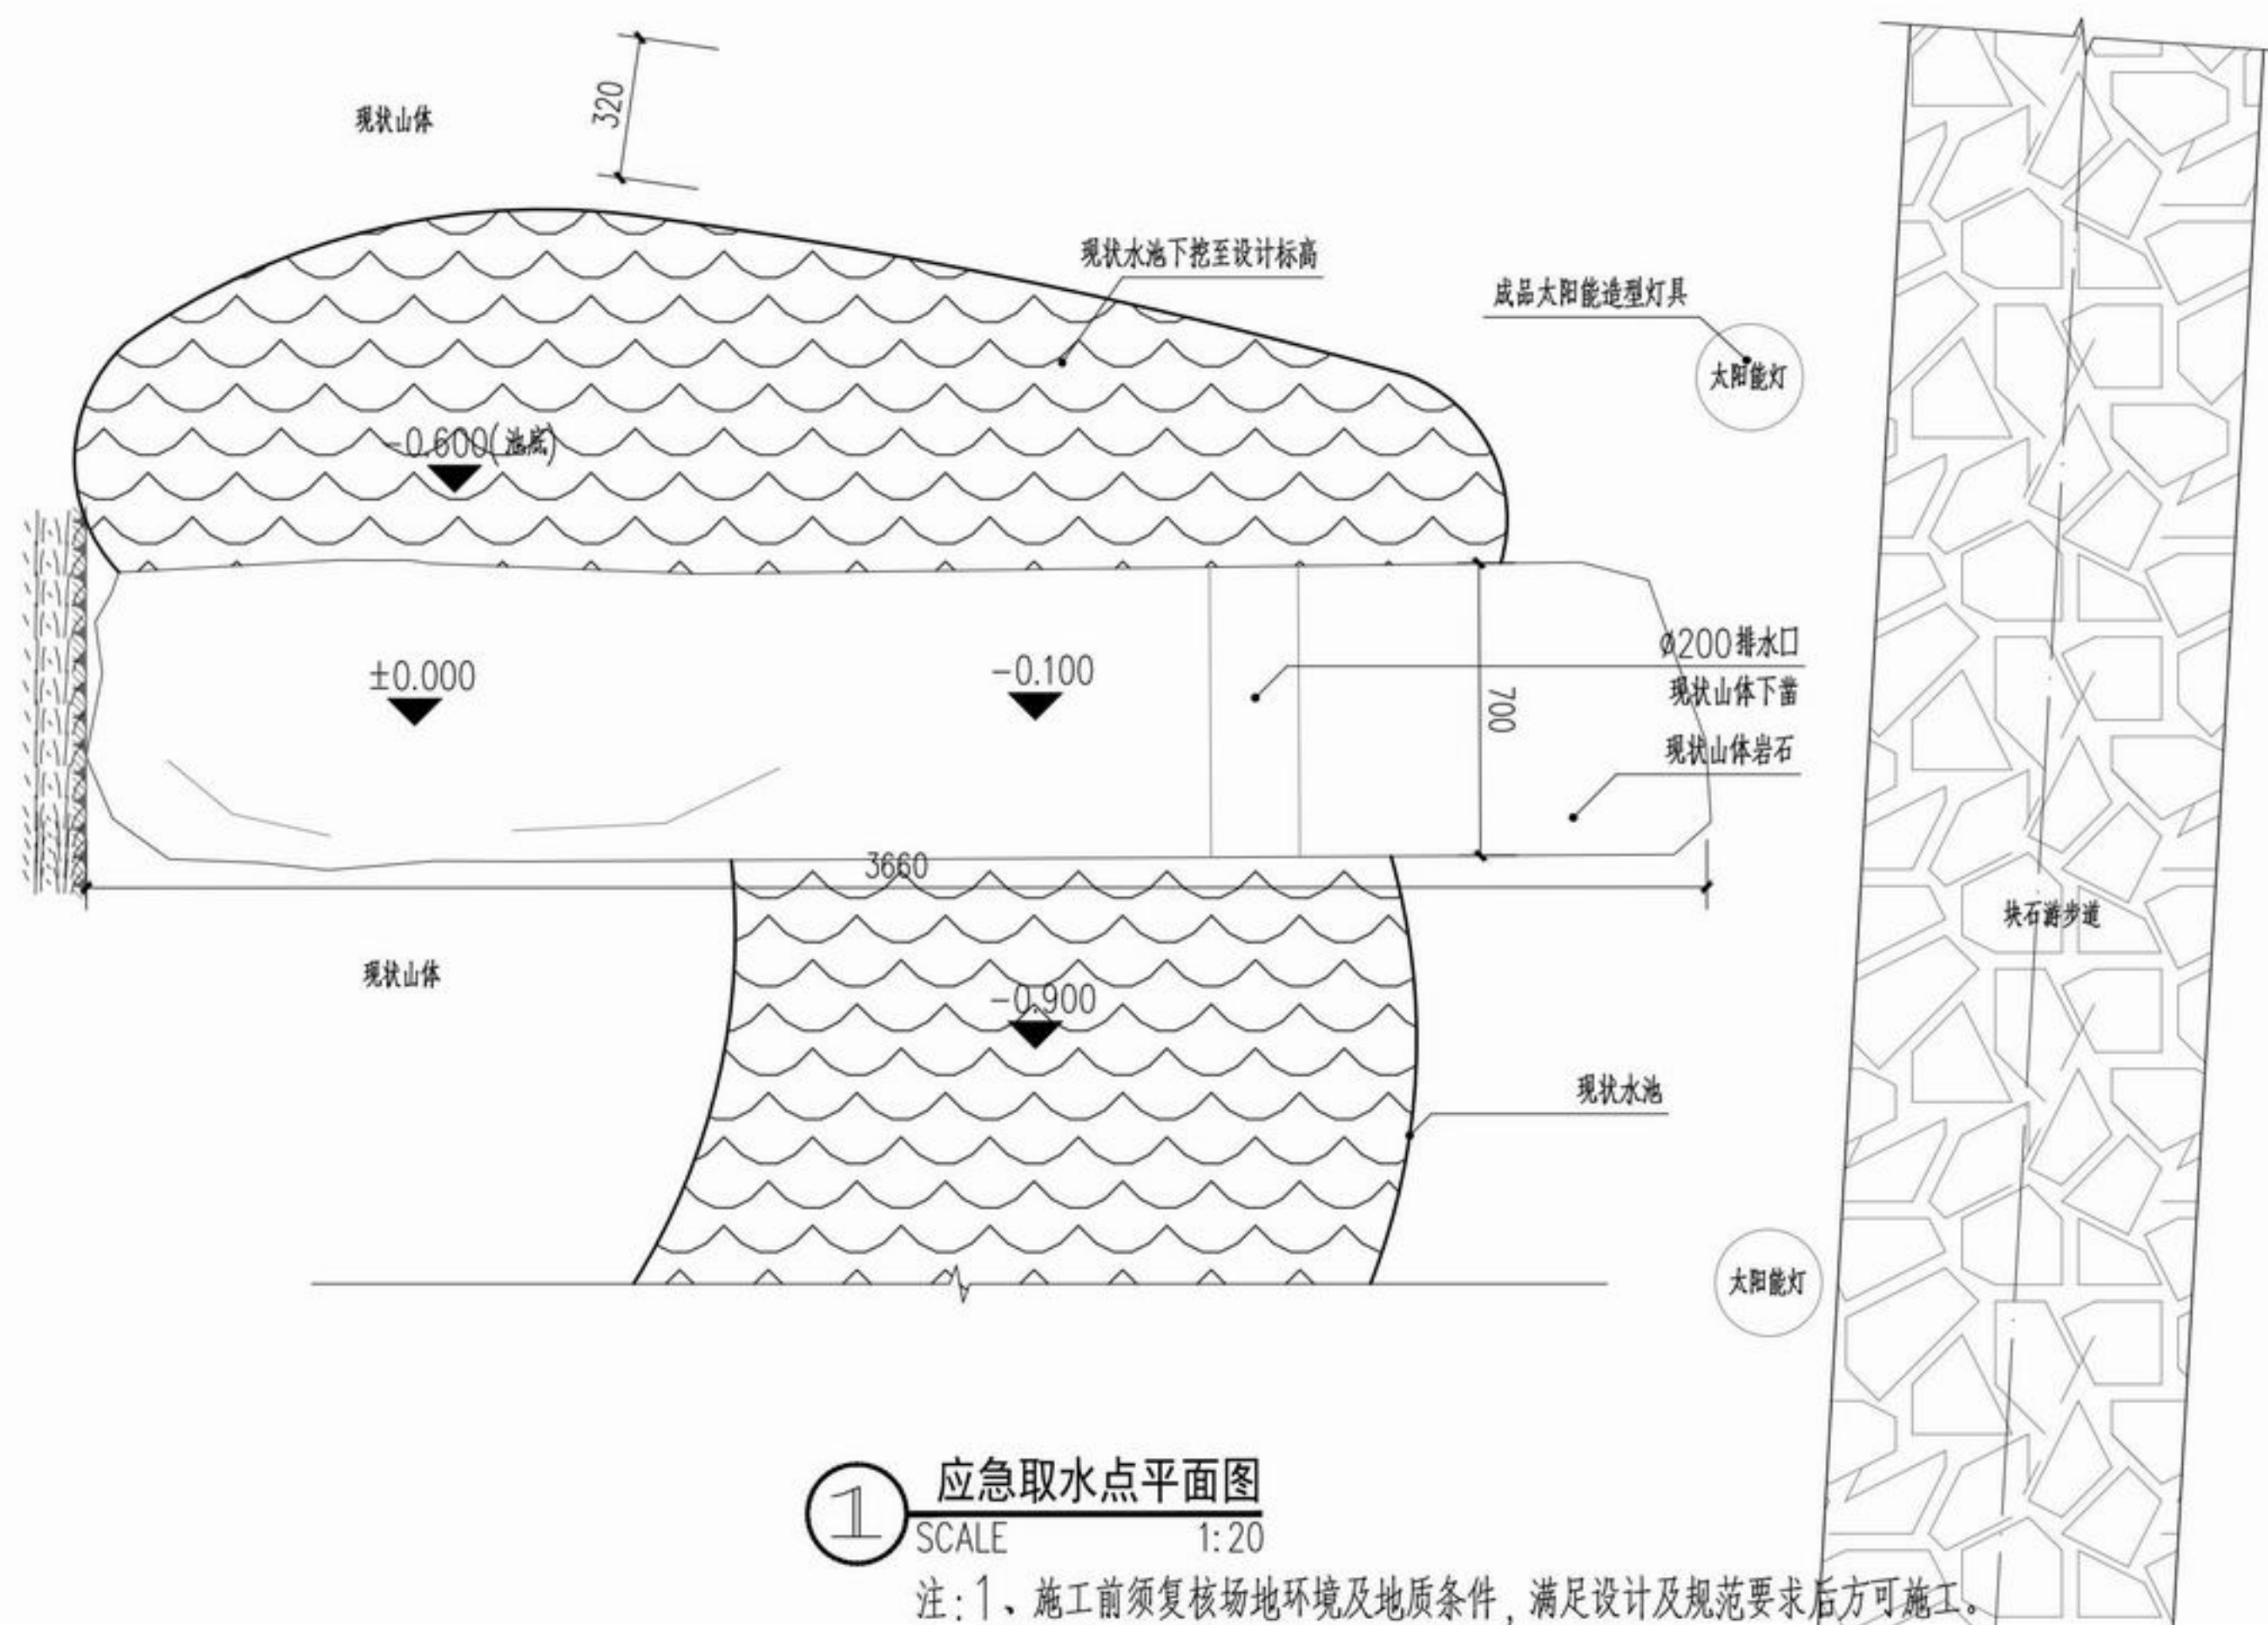 320
现状山体
现状水池下挖至设计标高
成品太阳能造型灯具
太阳能灯
-0.600(池底)
±0.000
-0.100
ø200排水口
现状山体下凿
700
现状山体岩石
3660
块石游步道
现状山体
-0.900
现状水池
太阳能灯
1
应急取水点平面图
SCALE 1:20
注:1、施工前须复核场地环境及地质条件,满足设计及规范要求后方可施工。